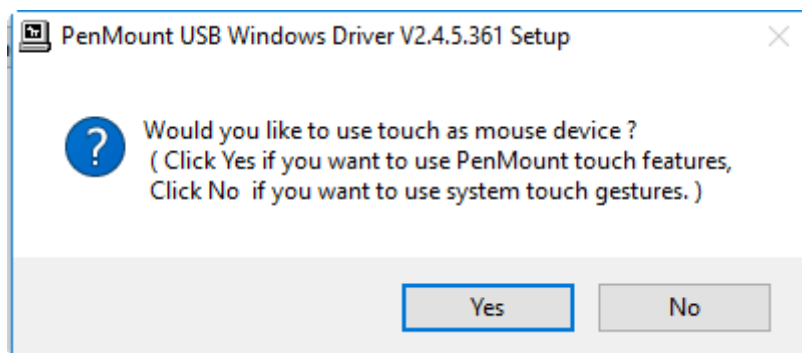 PenMount USB Windows Driver V2.4.5.361 Setup
Would you like to use touch as mouse device ?
( Click Yes if you want to use PenMount touch features,
Click No  if you want to use system touch gestures. )
Yes
No